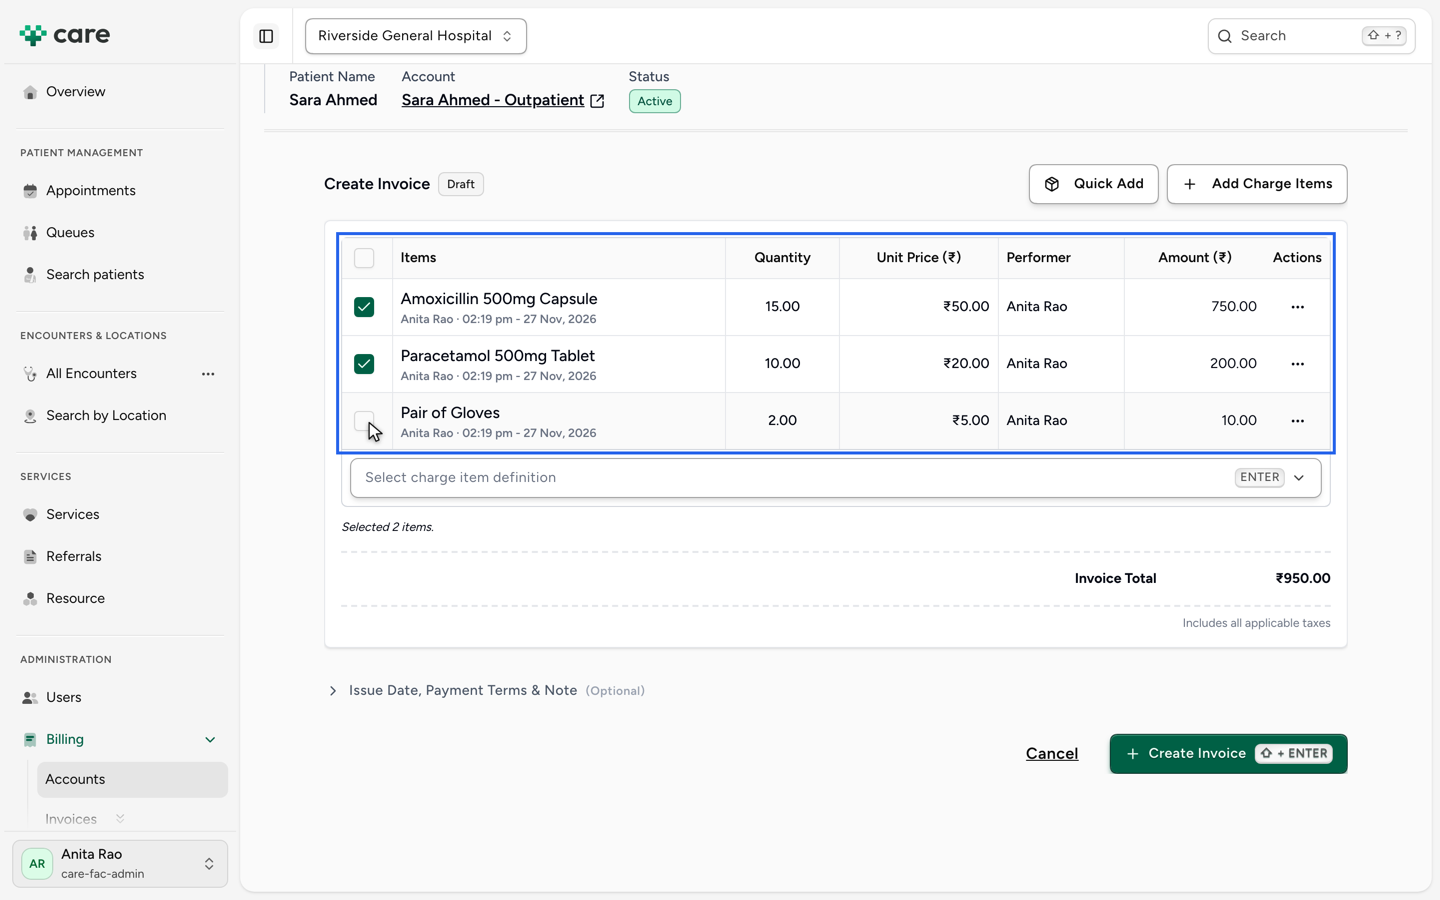 care
Riverside General Hospital
Search
+ ?
Overview
PATIENT MANAGEMENT
Appointments
Queues
Search patients
ENCOUNTERS & LOCATIONS
All Encounters
Search by Location
SERVICES
Services
Referrals
Resource
ADMINISTRATION
Users
Billing
Accounts
Invoices
AR
Anita Rao
care-fac-admin
Patient Name Account Status
Sara Ahmed Sara Ahmed - Outpatient Active
Create Invoice Draft
Quick Add
Add Charge Items
Items Quantity Unit Price (₹) Performer Amount (₹) Actions
Amoxicillin 500mg Capsule 15.00 ₹50.00 Anita Rao 750.00
Anita Rao · 02:19 pm - 27 Nov, 2026
Paracetamol 500mg Tablet 10.00 ₹20.00 Anita Rao 200.00
Anita Rao · 02:19 pm - 27 Nov, 2026
Pair of Gloves 2.00 ₹5.00 Anita Rao 10.00
Anita Rao · 02:19 pm - 27 Nov, 2026
Select charge item definition ENTER
Selected 2 items.
Invoice Total ₹950.00
Includes all applicable taxes
Issue Date, Payment Terms & Note (Optional)
Cancel
+ Create Invoice + ENTER